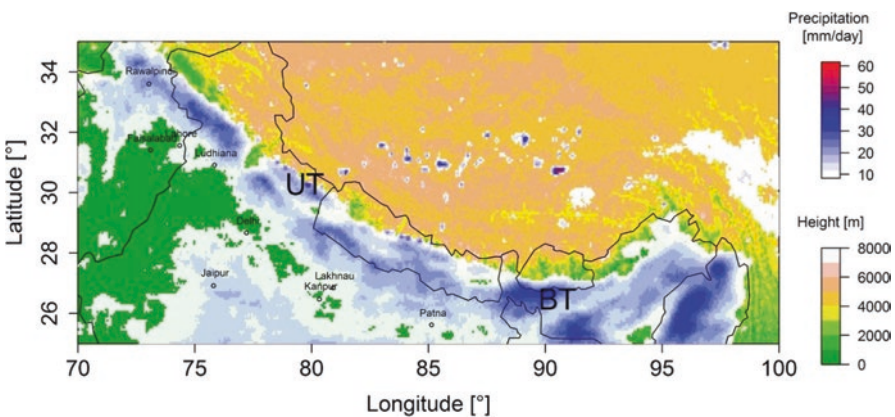 Precipitation
[mm/day]
60
50
40
30
20
10
Height [m]
80000
60000
40000
20000
0
Latitude [°]
34
32
30
28
26
Rawalpindi
Ludhiana
UT
Delhi
Jaipur
Lakhnau
Kanpur
Patna
BT
70
75
80
85
90
95
100
Longitude [°]